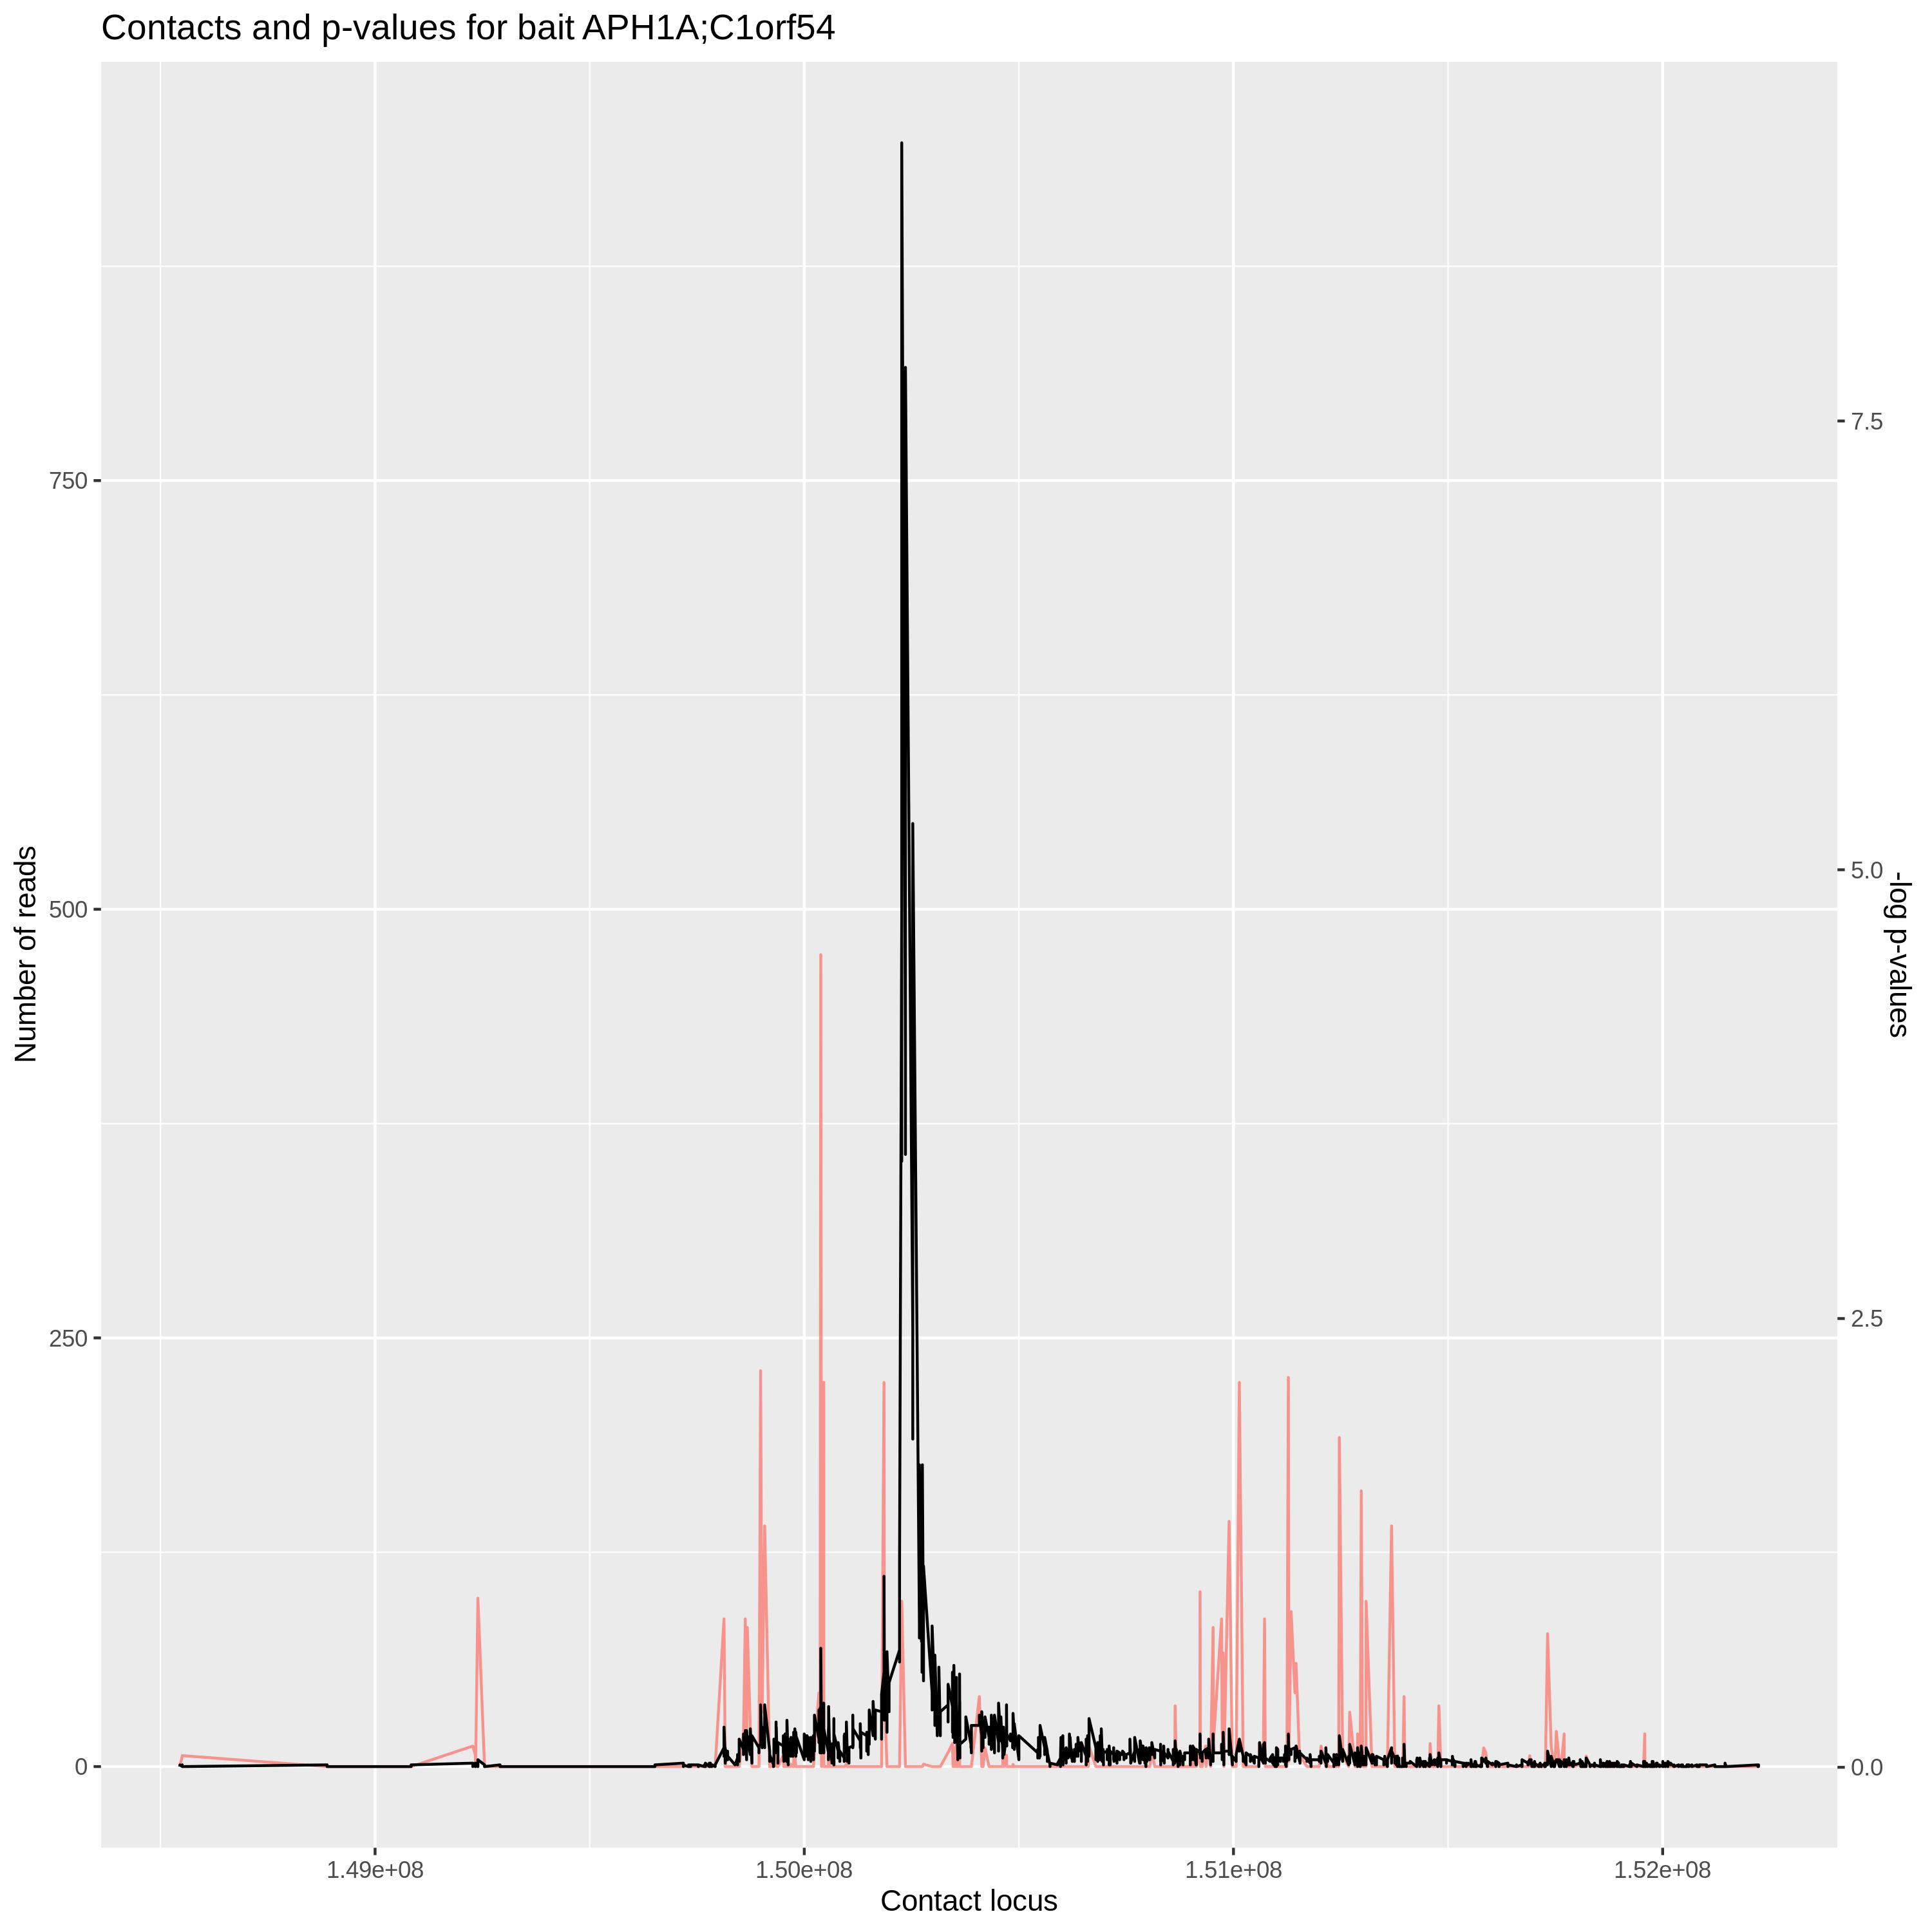 Contacts and p-values for bait APH1A;C1orf54
750
500
250
0
Number of reads
7.5
5.0
2.5
0.0
-log p-values
1.49e+08
1.50e+08
1.51e+08
1.52e+08
Contact locus